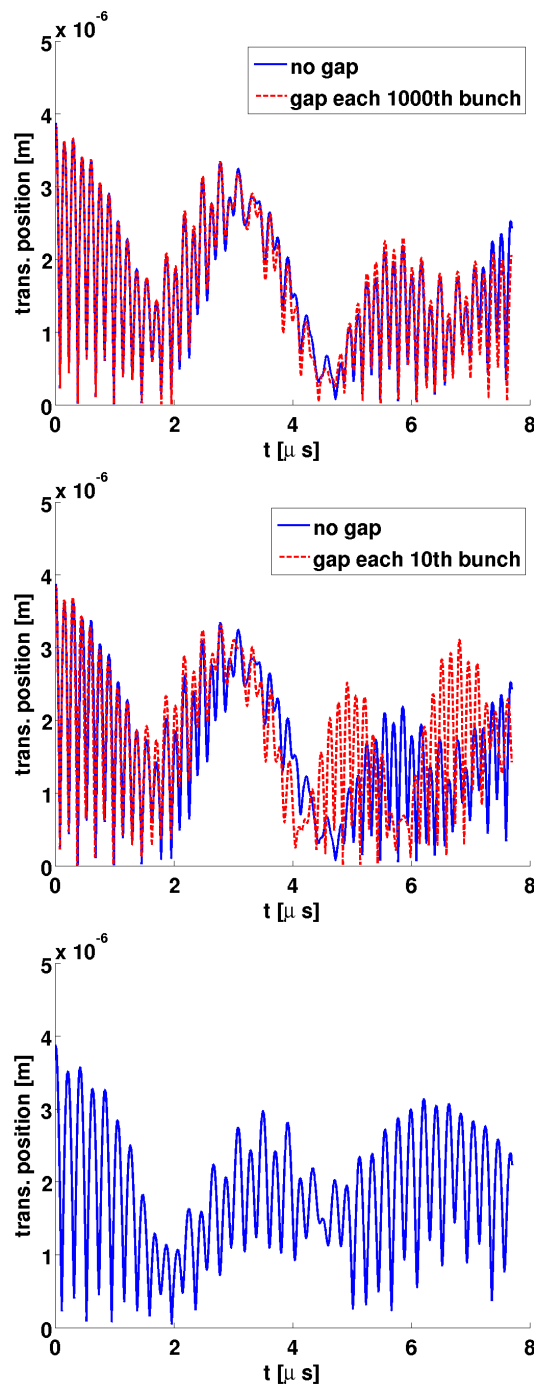 x 10⁻⁶
5
4
3
2
1
0
trans. position [m]
no gap
gap each 1000th bunch
0 2 4 6 8
t [μ s]
x 10⁻⁶
5
4
3
2
1
0
trans. position [m]
no gap
gap each 10th bunch
0 2 4 6 8
t [μ s]
x 10⁻⁶
5
4
3
2
1
0
trans. position [m]
0 2 4 6 8
t [μ s]